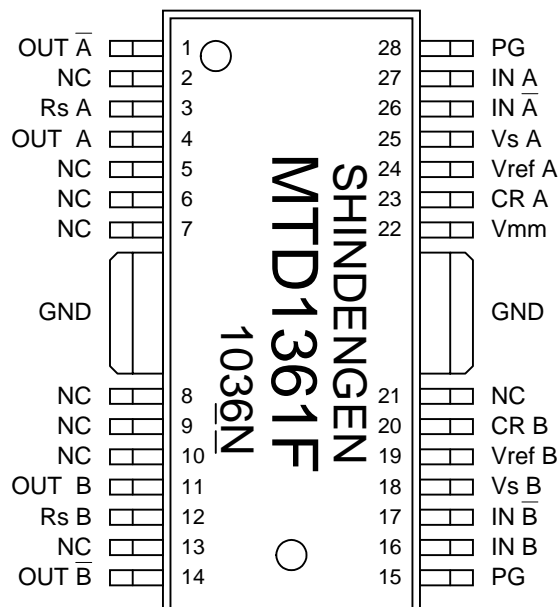 OUT A̅ 1 28 PG
NC 2 27 IN A
Rs A 3 26 IN A̅
OUT A 4 25 Vs A
NC 5 24 Vref A
NC 6 23 CR A
NC 7 22 Vmm
GND GND
NC 8 21 NC
NC 9 20 CR B
NC 10 19 Vref B
OUT B 11 18 Vs B
Rs B 12 17 IN B̅
NC 13 16 IN B
OUT B̅ 14 15 PG
SHINDENGEN
MTD1361F
1036N